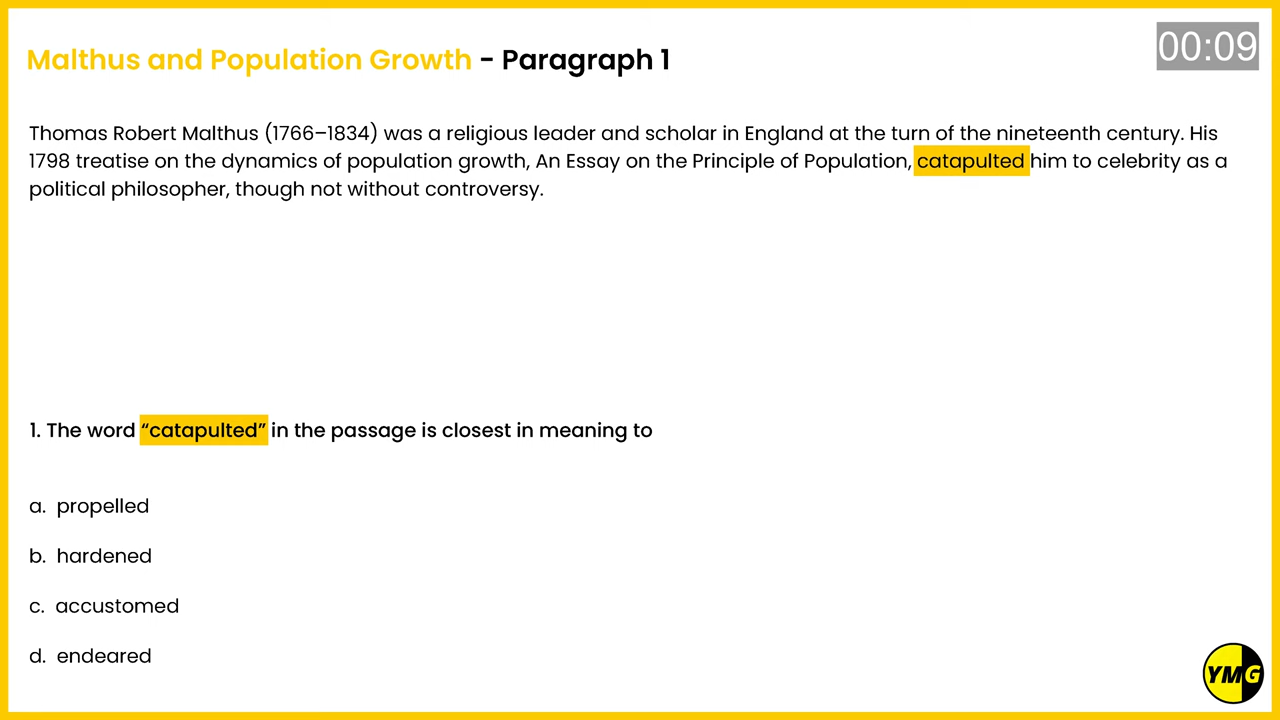 Malthus and Population Growth - Paragraph 1
00:09
Thomas Robert Malthus (1766–1834) was a religious leader and scholar in England at the turn of the nineteenth century. His
1798 treatise on the dynamics of population growth, An Essay on the Principle of Population, catapulted him to celebrity as a
political philosopher, though not without controversy.
1. The word “catapulted” in the passage is closest in meaning to
a. propelled
b. hardened
c. accustomed
d. endeared
YMG